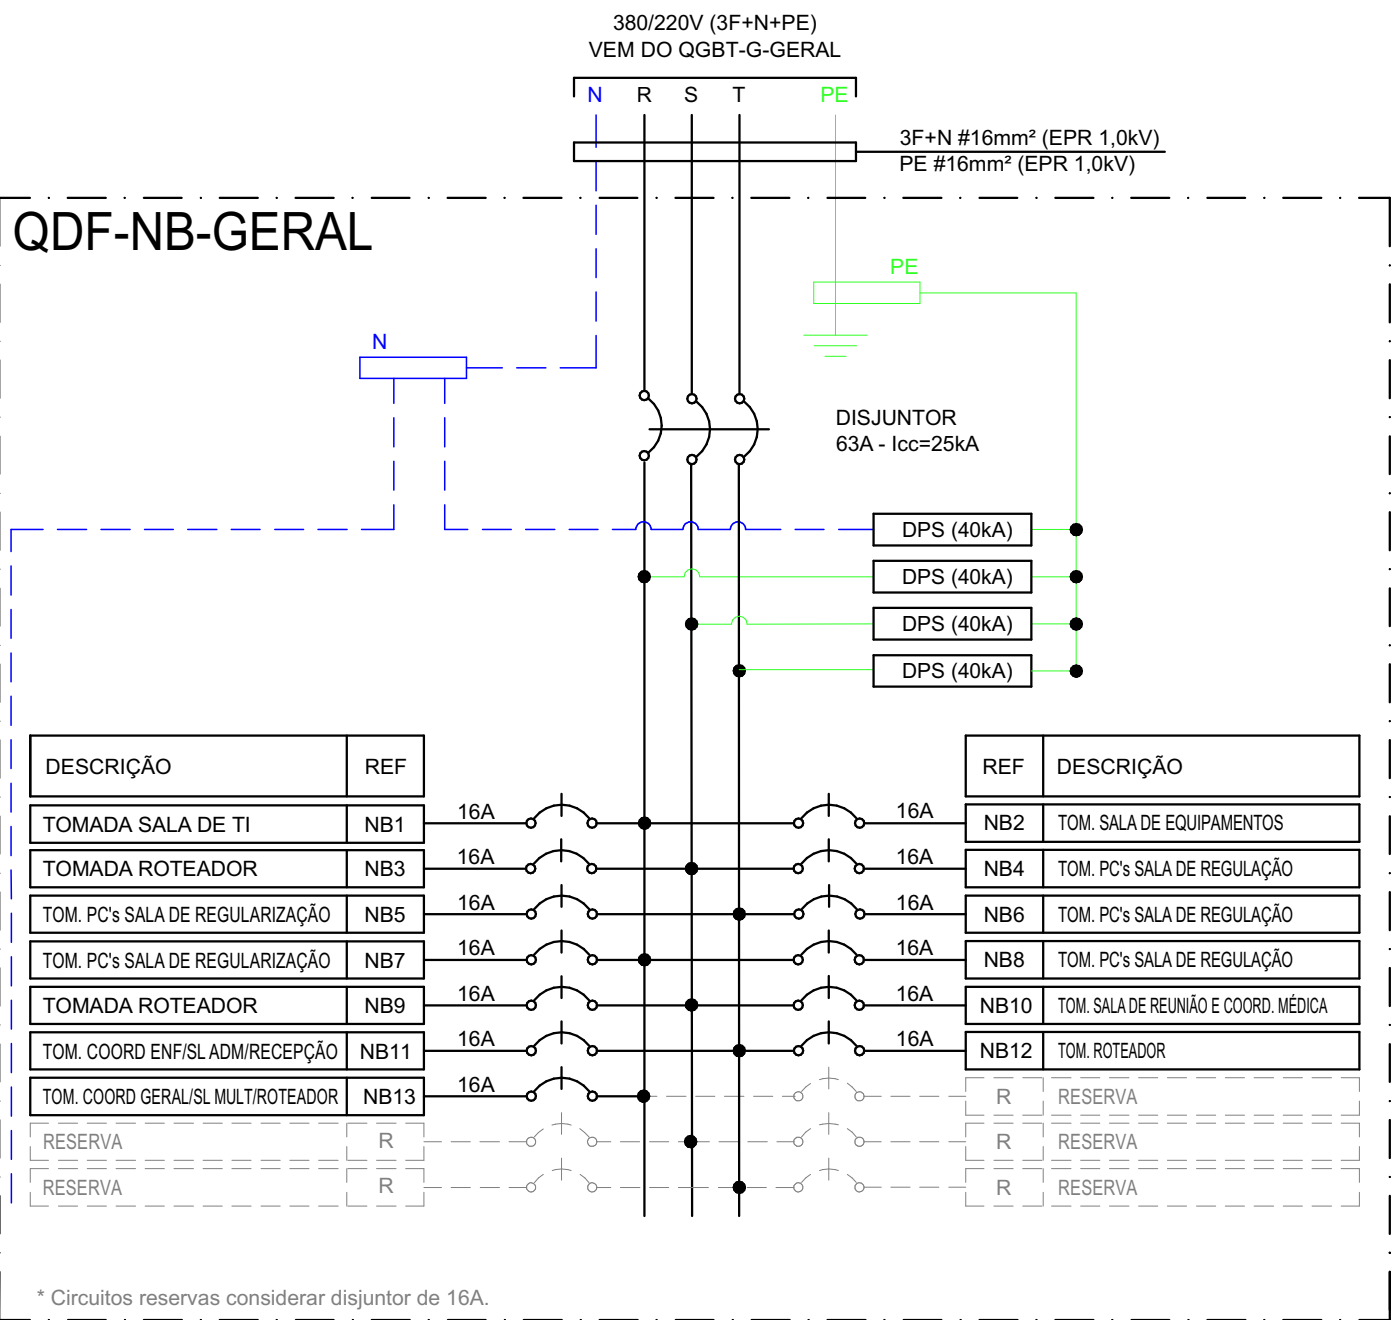 380/220V (3F+N+PE)
VEM DO QGBT-G-GERAL
N R S T PE
3F+N #16mm² (EPR 1,0kV)
PE #16mm² (EPR 1,0kV)
QDF-NB-GERAL
PE
N
DISJUNTOR
63A - Icc=25kA
DPS (40kA)
DPS (40kA)
DPS (40kA)
DPS (40kA)
DESCRIÇÃO REF REF DESCRIÇÃO
TOMADA SALA DE TI NB1 16A 16A NB2 TOM. SALA DE EQUIPAMENTOS
TOMADA ROTEADOR NB3 16A 16A NB4 TOM. PC's SALA DE REGULAÇÃO
TOM. PC's SALA DE REGULARIZAÇÃO NB5 16A 16A NB6 TOM. PC's SALA DE REGULAÇÃO
TOM. PC's SALA DE REGULARIZAÇÃO NB7 16A 16A NB8 TOM. PC's SALA DE REGULAÇÃO
TOMADA ROTEADOR NB9 16A 16A NB10 TOM. SALA DE REUNIÃO E COORD. MÉDICA
TOM. COORD ENF/SL ADM/RECEPÇÃO NB11 16A 16A NB12 TOM. ROTEADOR
TOM. COORD GERAL/SL MULT/ROTEADOR NB13 16A R RESERVA
RESERVA R R RESERVA
RESERVA R R RESERVA
* Circuitos reservas considerar disjuntor de 16A.